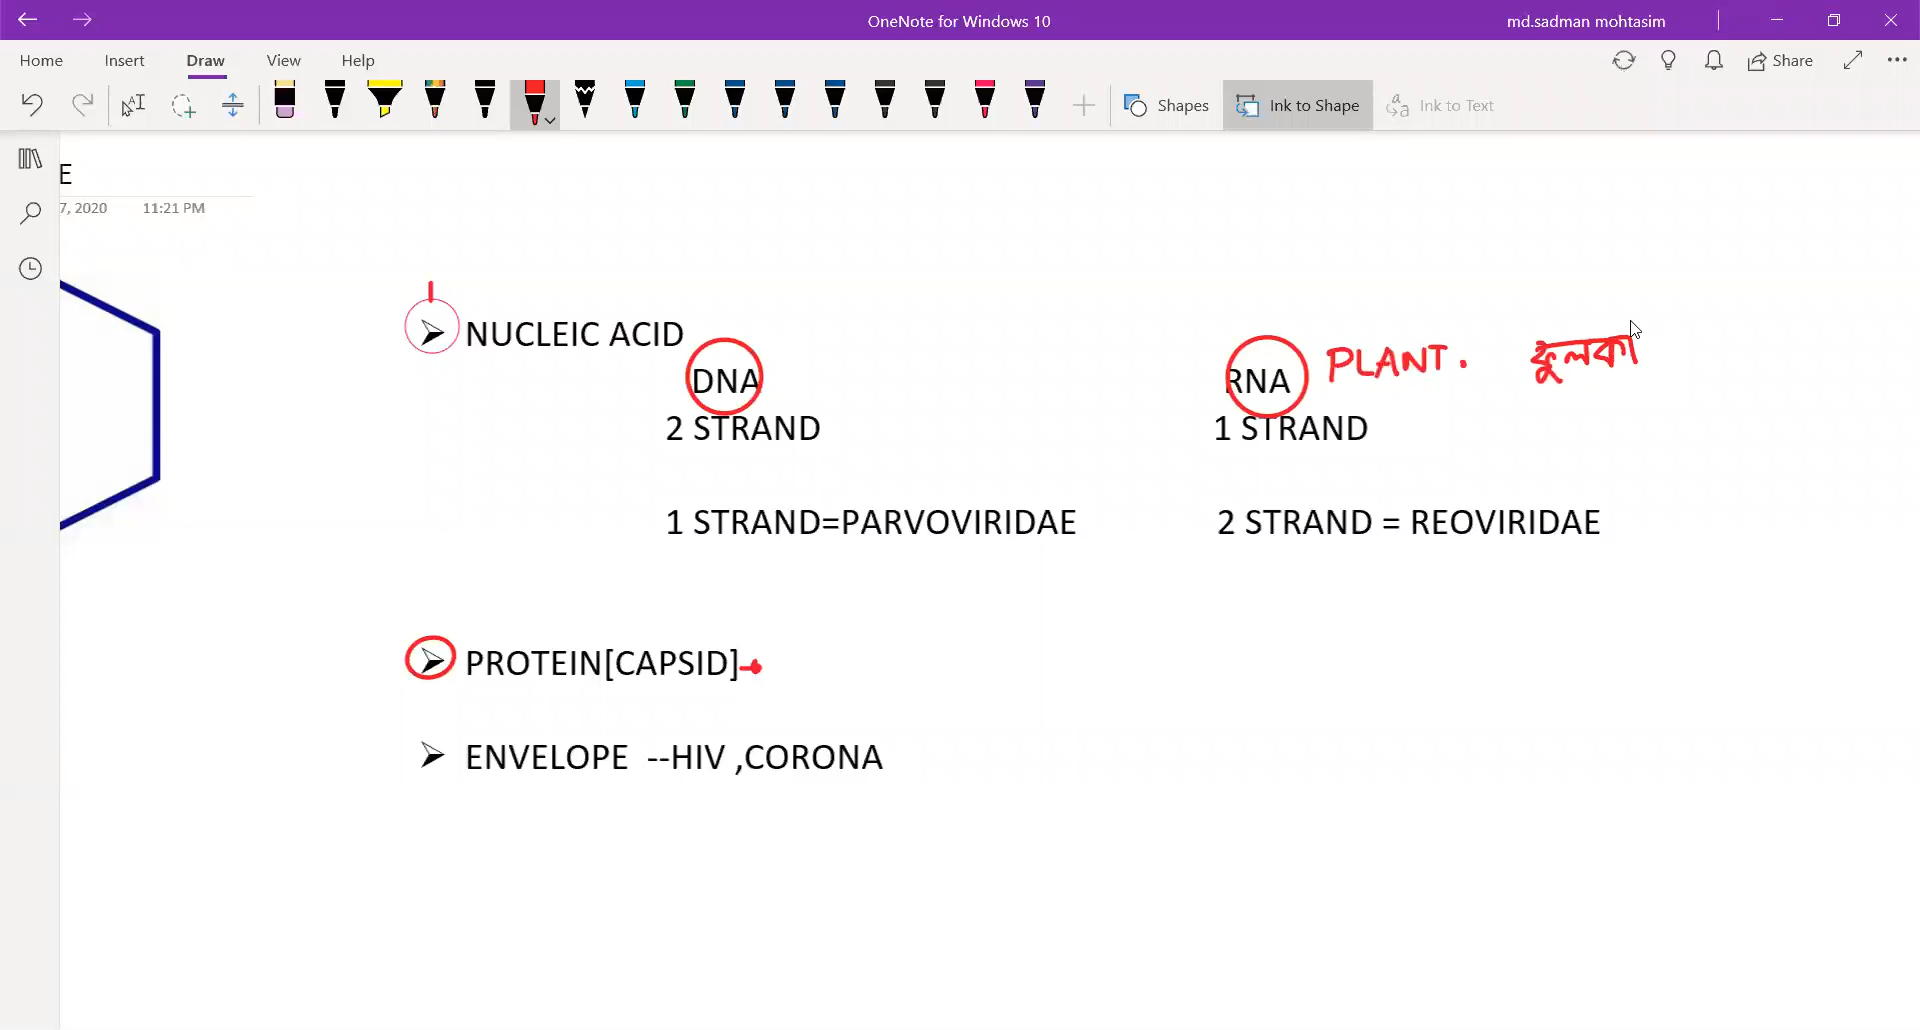 OneNote for Windows 10
md.sadman mohtasim
Home Insert Draw View Help
Share
Shapes Ink to Shape Ink to Text
E
7, 2020 11:21 PM
NUCLEIC ACID
DNA RNA PLANT. ফুলকা
2 STRAND 1 STRAND
1 STRAND=PARVOVIRIDAE 2 STRAND = REOVIRIDAE
PROTEIN[CAPSID]
ENVELOPE --HIV ,CORONA